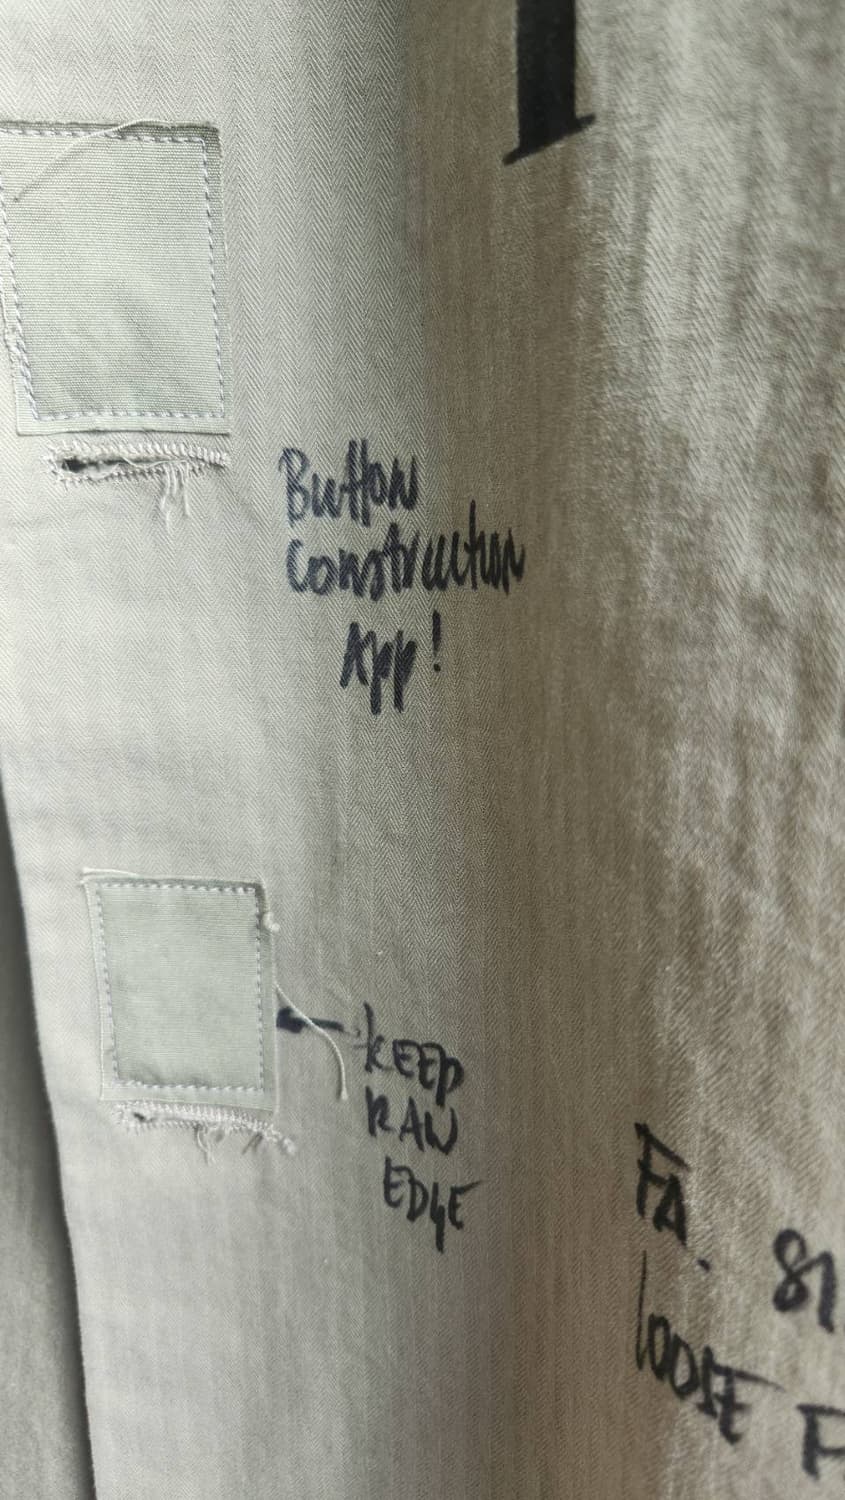 Button
Construction
App!
KEEP
RAW
EDGE
FA.
LOOSE